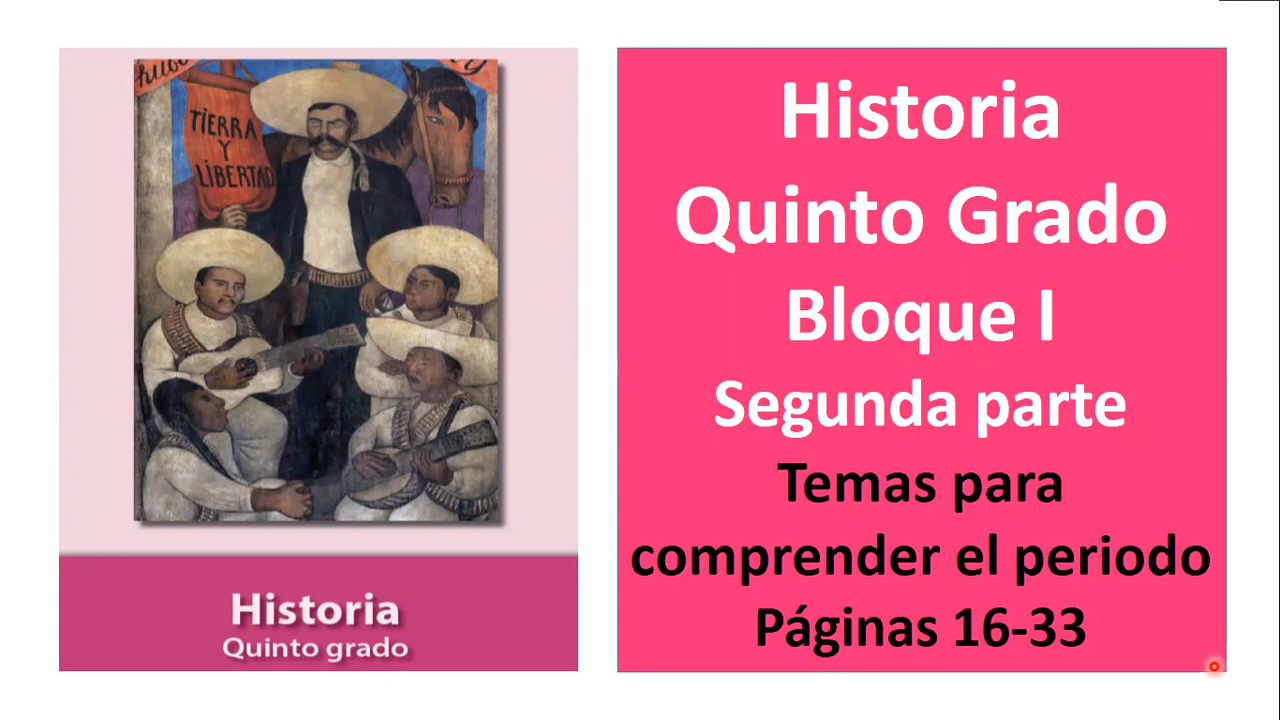 TiERRA
Y
LiBERTAD
Historia
Quinto grado
Historia
Quinto Grado
Bloque I
Segunda parte
Temas para
comprender el periodo
Páginas 16-33